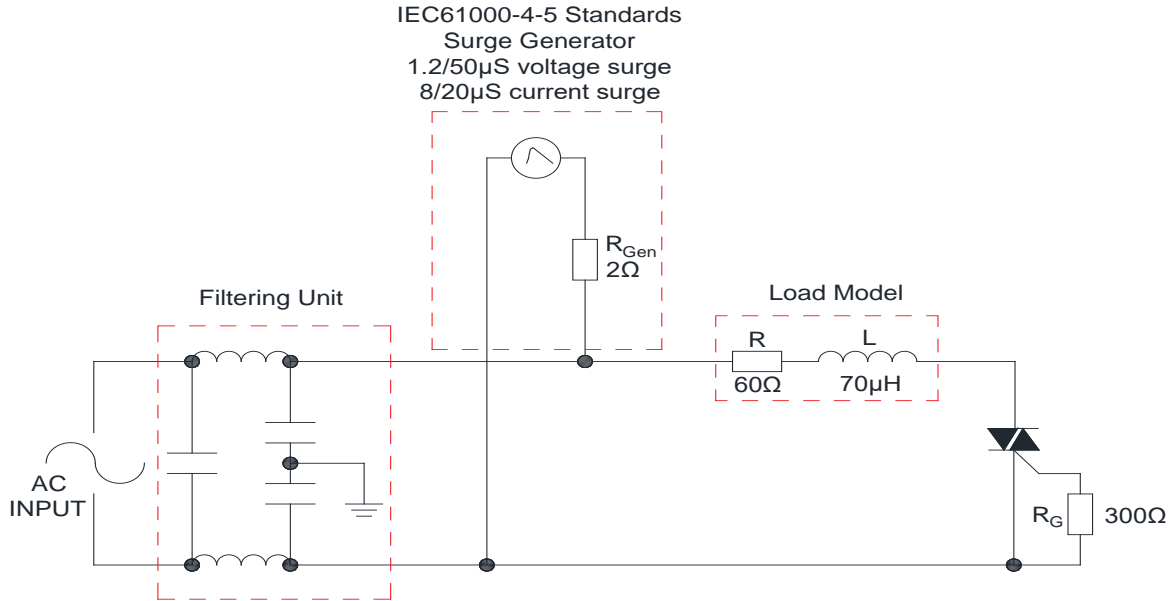 IEC61000-4-5 Standards
Surge Generator
1.2/50µS voltage surge
8/20µS current surge
RGen
2Ω
Filtering Unit
Load Model
R
L
60Ω
70µH
AC
INPUT
RG
300Ω